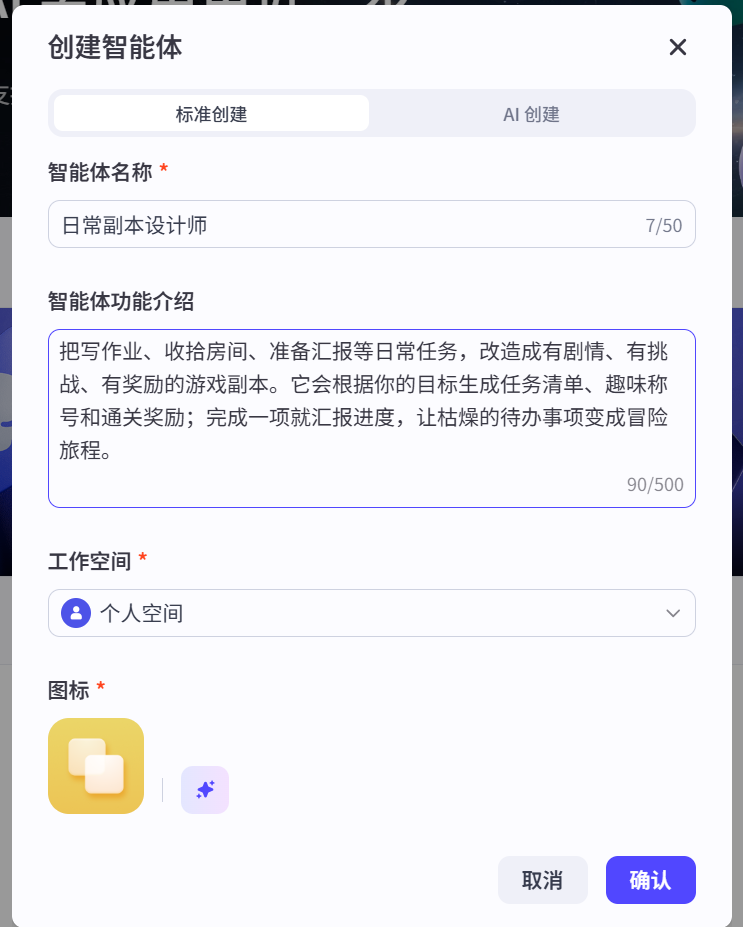 创建智能体
标准创建
AI 创建
智能体名称 *
日常副本设计师
7/50
智能体功能介绍
把写作业、收拾房间、准备汇报等日常任务，改造成有剧情、有挑
战、有奖励的游戏副本。它会根据你的目标生成任务清单、趣味称
号和通关奖励；完成一项就汇报进度，让枯燥的待办事项变成冒险
旅程。
90/500
工作空间 *
个人空间
图标 *
取消
确认